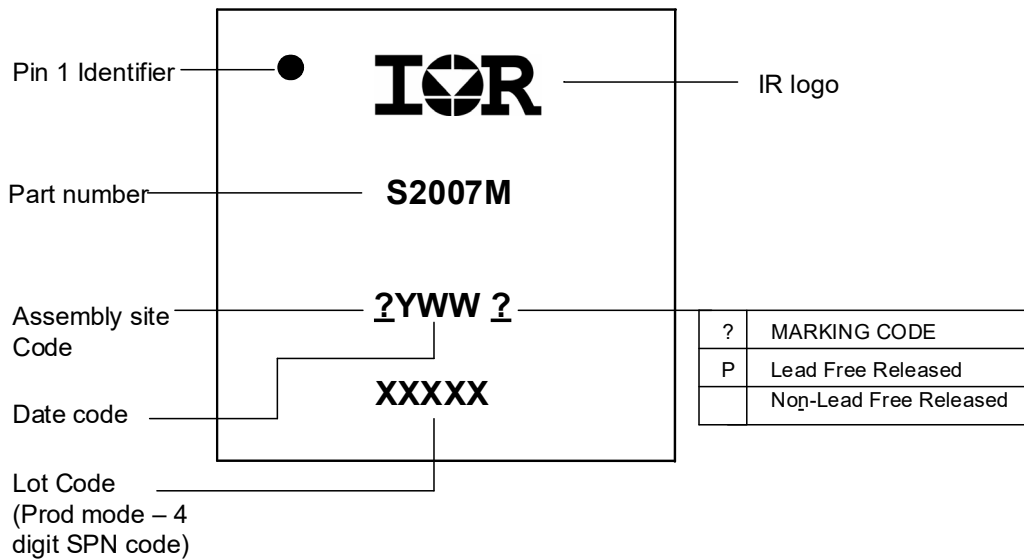 Pin 1 Identifier
IOR
IR logo
Part number
S2007M
Assembly site
Code
?YWW ?
? MARKING CODE
P Lead Free Released
Non-Lead Free Released
Date code
XXXXX
Lot Code
(Prod mode – 4
digit SPN code)